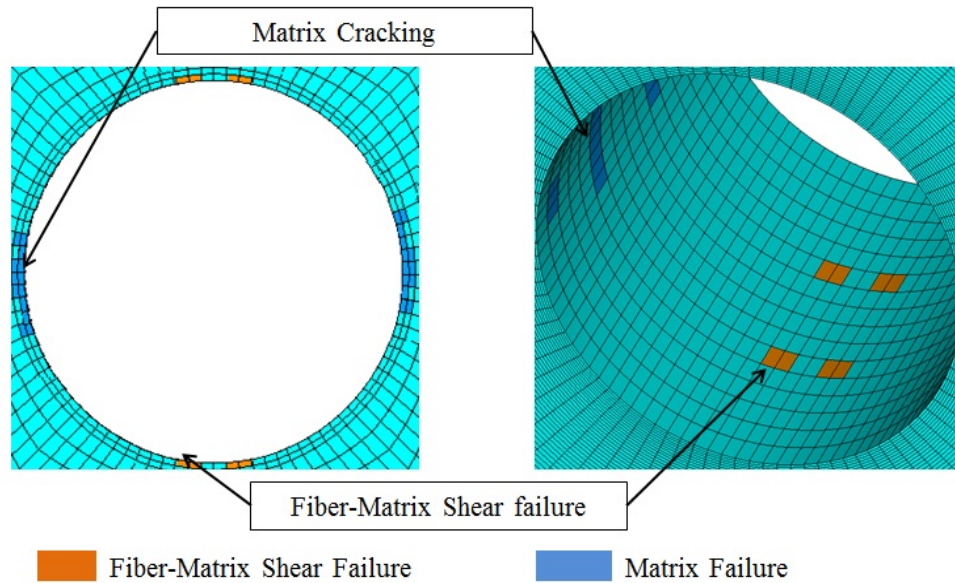 Matrix Cracking
Fiber-Matrix Shear failure
Fiber-Matrix Shear Failure
Matrix Failure